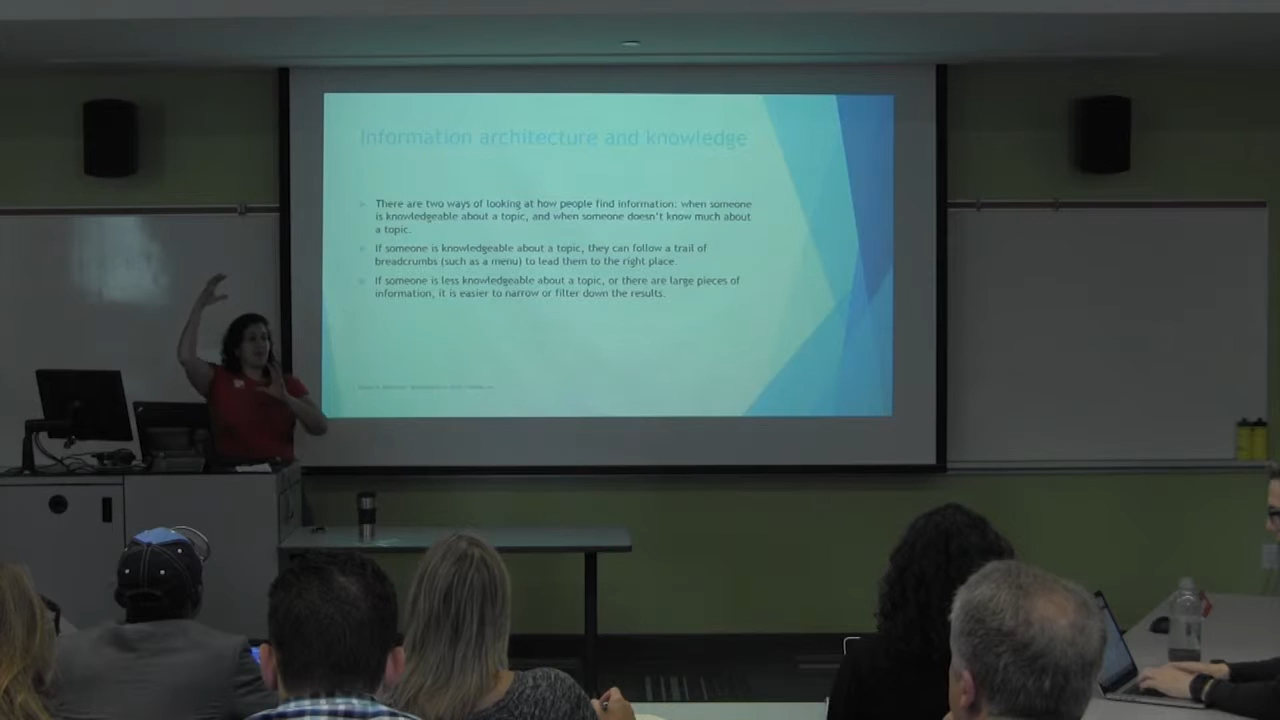 Information architecture and knowledge
There are two ways of looking at how people find information: when someone
is knowledgeable about a topic, and when someone doesn't know much about
a topic.
If someone is knowledgeable about a topic, they can follow a trail of
breadcrumbs (such as a menu) to lead them to the right place.
If someone is less knowledgeable about a topic, or there are large pieces of
information, it is easier to narrow or filter down the results.